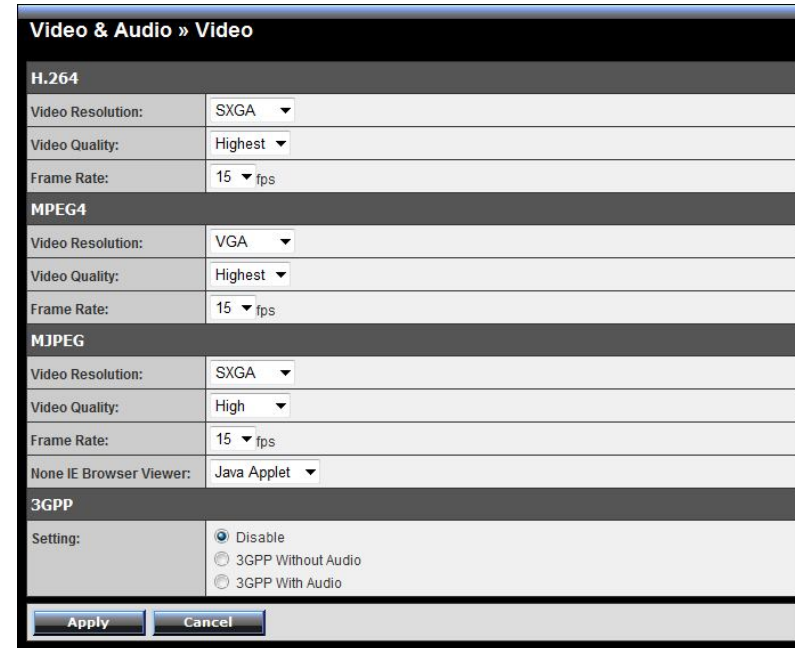 Video & Audio » Video
H.264
Video Resolution: SXGA
Video Quality: Highest
Frame Rate: 15 fps
MPEG4
Video Resolution: VGA
Video Quality: Highest
Frame Rate: 15 fps
MJPEG
Video Resolution: SXGA
Video Quality: High
Frame Rate: 15 fps
None IE Browser Viewer: Java Applet
3GPP
Setting: Disable
3GPP Without Audio
3GPP With Audio
Apply Cancel